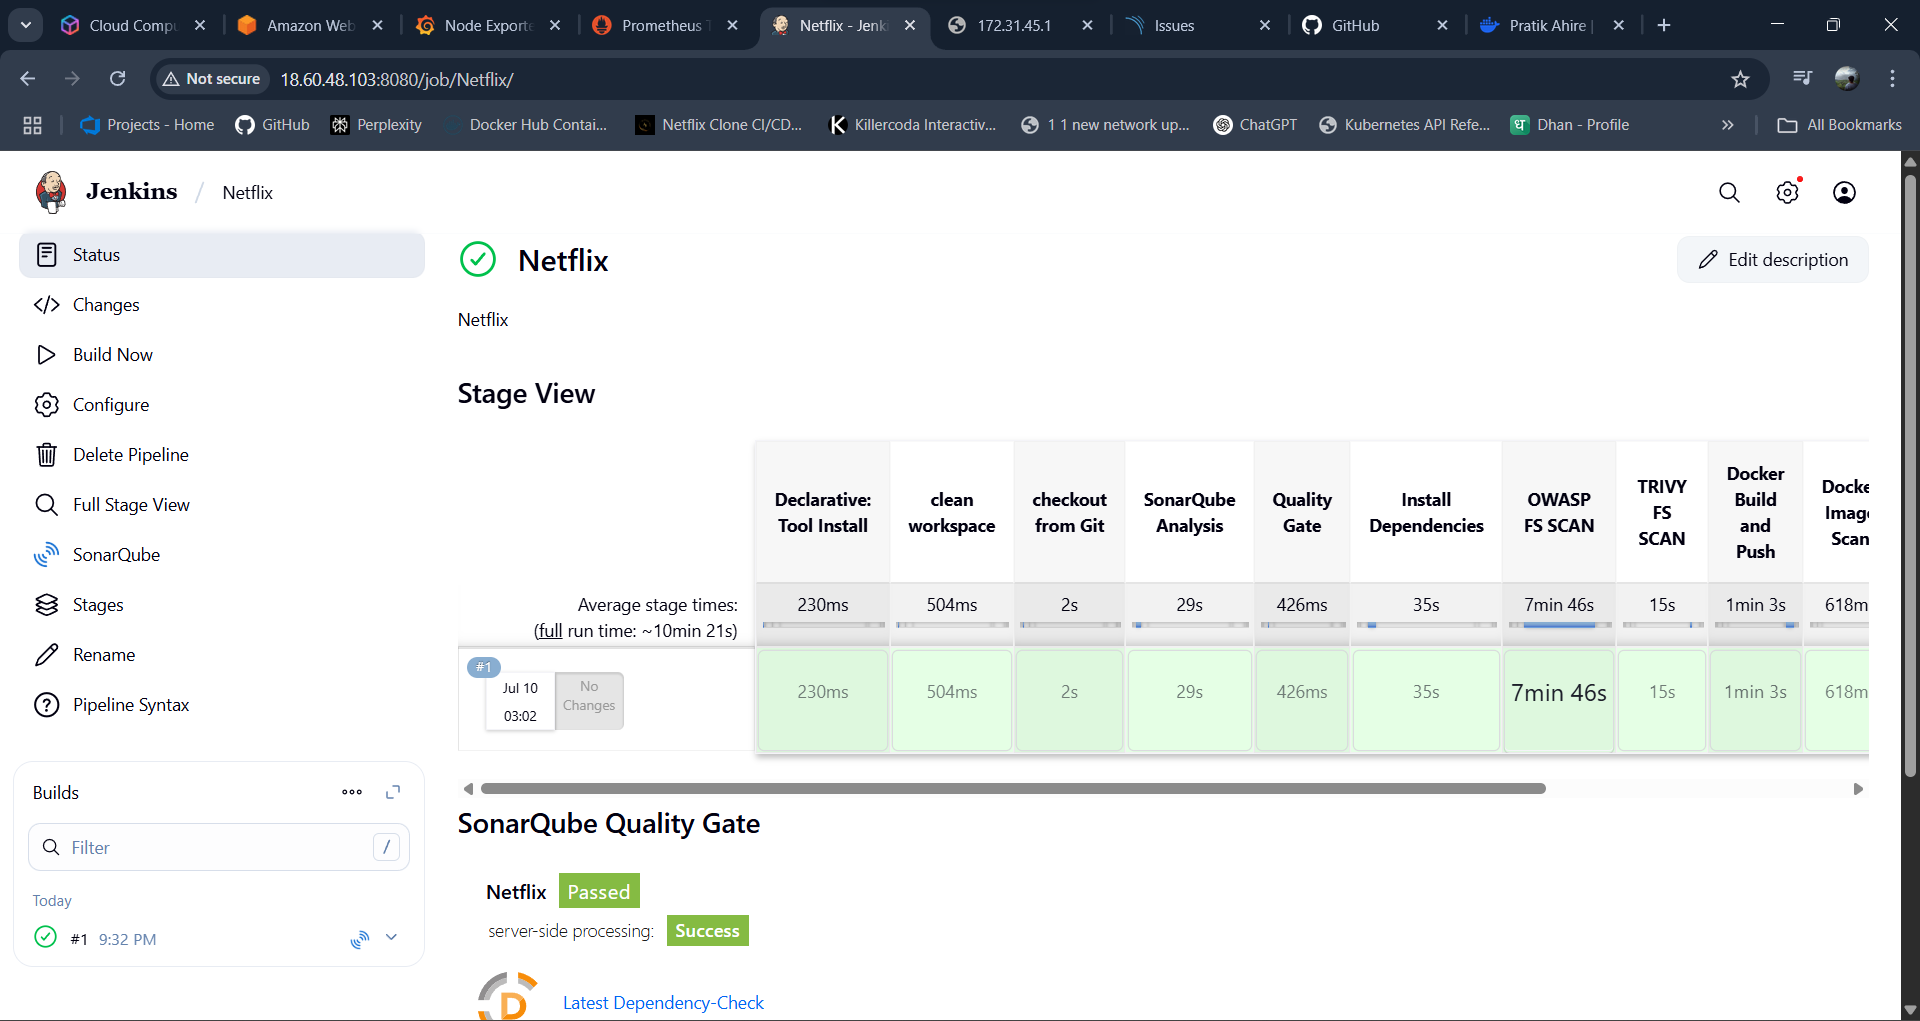 Cloud Compu
Amazon Web
Node Exporte
Prometheus T
Netflix - Jenki
172.31.45.1
Issues
GitHub
Pratik Ahire |
Not secure
18.60.48.103:8080/job/Netflix/
Projects - Home
GitHub
Perplexity
Docker Hub Contai...
Netflix Clone CI/CD...
Killercoda Interactiv...
1 1 new network up...
ChatGPT
Kubernetes API Refe...
Dhan - Profile
All Bookmarks
Jenkins / Netflix
Status
Changes
Build Now
Configure
Delete Pipeline
Full Stage View
SonarQube
Stages
Rename
Pipeline Syntax
Builds
Filter
/
Today
#1 9:32 PM
Netflix
Edit description
Netflix
Stage View
Declarative:
Tool Install
clean
workspace
checkout
from Git
SonarQube
Analysis
Quality
Gate
Install
Dependencies
OWASP
FS SCAN
TRIVY
FS
SCAN
Docker
Build
and
Push
Docke
Imag
Scan
Average stage times:
(full run time: ~10min 21s)
230ms
504ms
2s
29s
426ms
35s
7min 46s
15s
1min 3s
618m
#1
Jul 10
03:02
No
Changes
230ms
504ms
2s
29s
426ms
35s
7min 46s
15s
1min 3s
618m
SonarQube Quality Gate
Netflix Passed
server-side processing: Success
D
Latest Dependency-Check